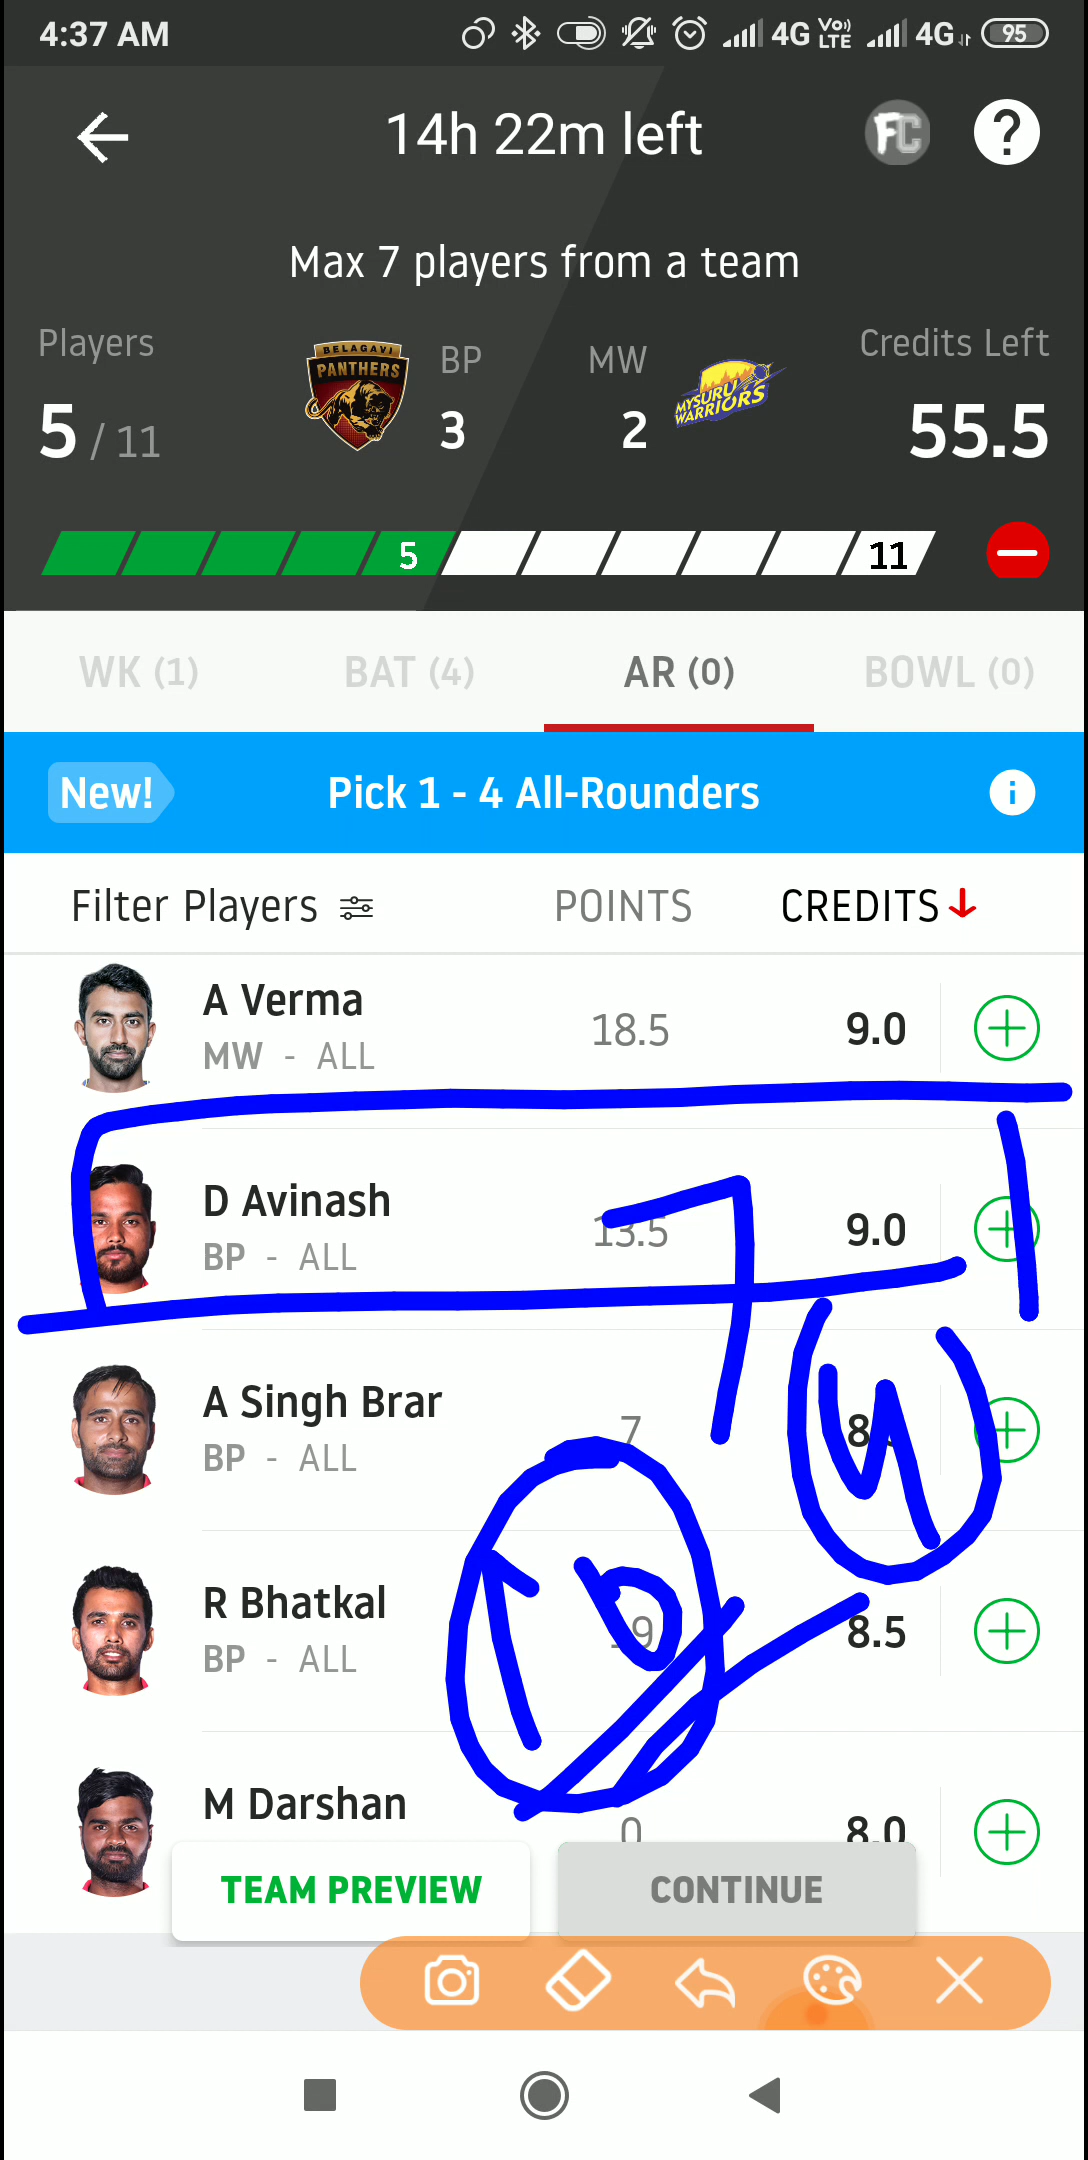 4:37 AM 4G Vo)) LTE 4G 95
14h 22m left FC ?
Max 7 players from a team
Players BP MW Credits Left
BELAGAVI PANTHERS
MYSURU WARRIORS
5 / 11 3 2 55.5
5 11
WK (1) BAT (4) AR (0) BOWL (0)
New! Pick 1 - 4 All-Rounders i
Filter Players POINTS CREDITS
A Verma
MW - ALL 18.5 9.0
D Avinash
BP - ALL 13.5 9.0
A Singh Brar
BP - ALL 7
R Bhatkal
BP - ALL 8.5
M Darshan
0 8.0
TEAM PREVIEW CONTINUE